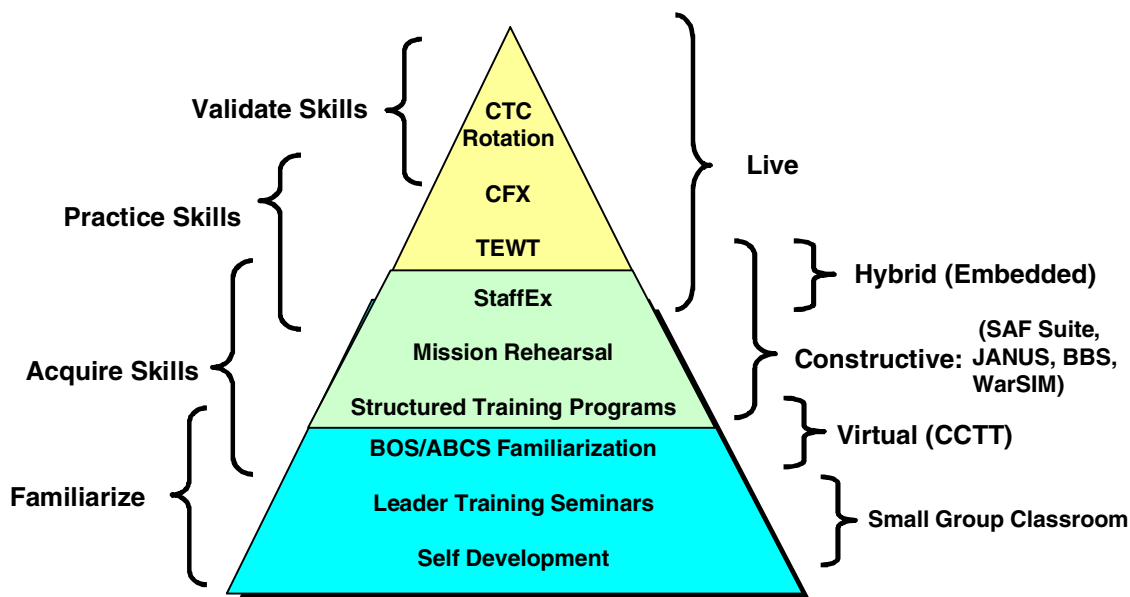 Validate Skills
Practice Skills
Acquire Skills
Familiarize
CTC
Rotation
CFX
TEWT
StaffEx
Mission Rehearsal
Structured Training Programs
BOS/ABCS Familiarization
Leader Training Seminars
Self Development
Live
Hybrid (Embedded)
Constructive: (SAF Suite,
JANUS, BBS,
WarSIM)
Virtual (CCTT)
Small Group Classroom